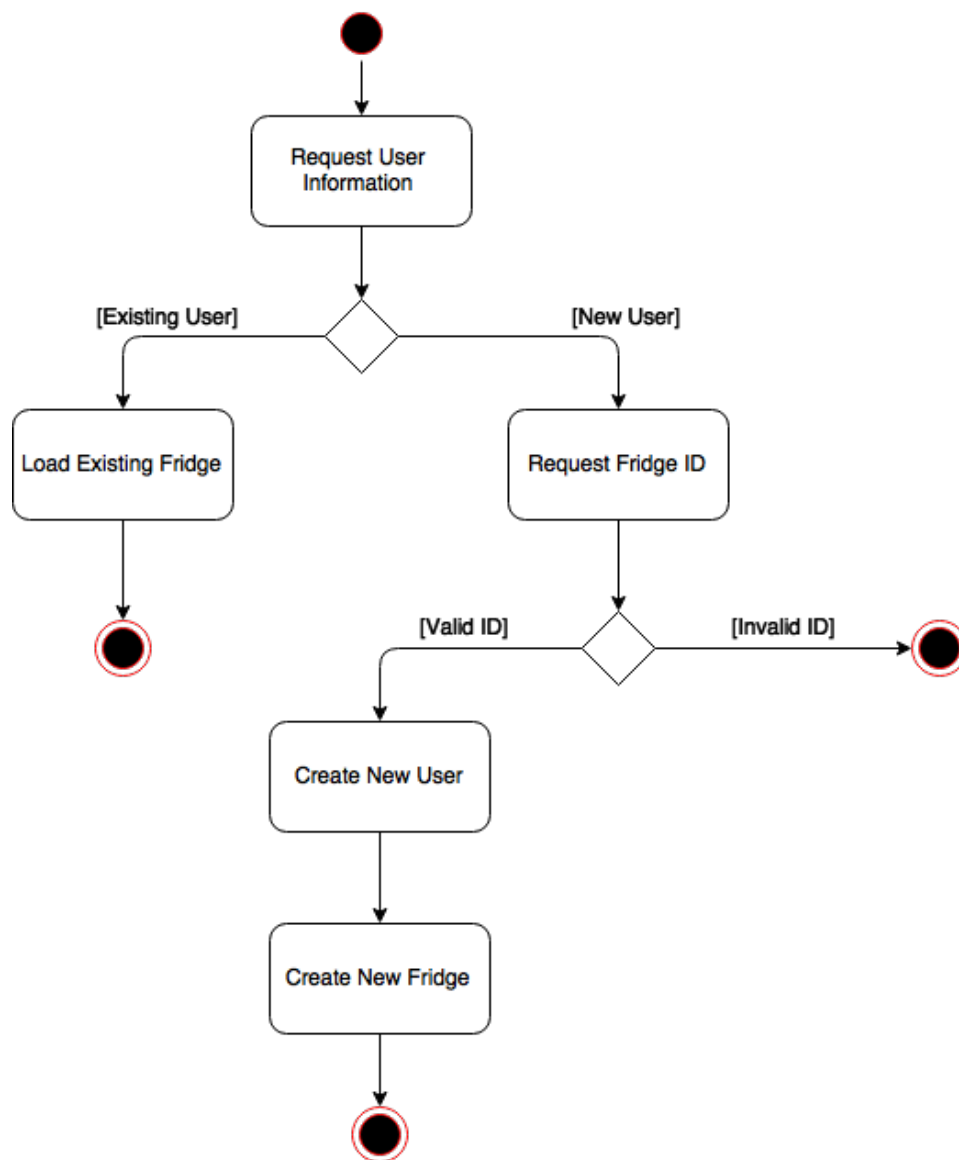 Request User
Information
[Existing User]
[New User]
Load Existing Fridge
Request Fridge ID
[Valid ID]
[Invalid ID]
Create New User
Create New Fridge